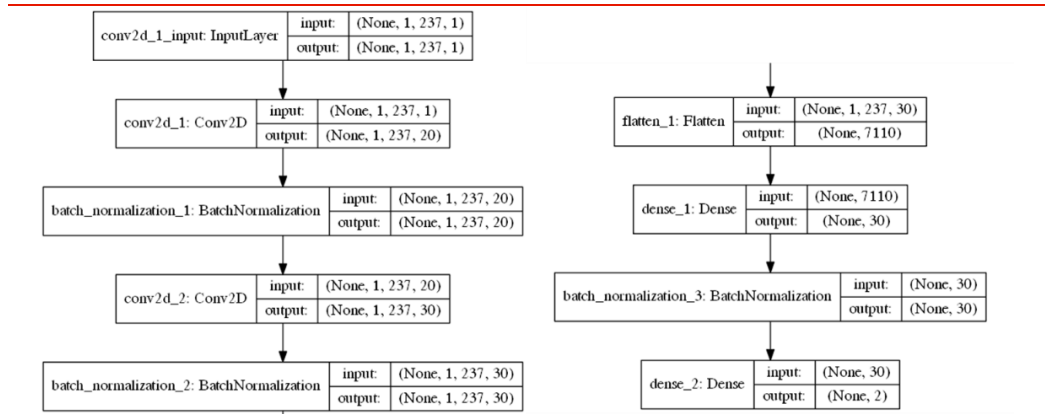 conv2d_1_input: InputLayer
input: (None, 1, 237, 1)
output: (None, 1, 237, 1)
conv2d_1: Conv2D
input: (None, 1, 237, 1)
output: (None, 1, 237, 20)
batch_normalization_1: BatchNormalization
input: (None, 1, 237, 20)
output: (None, 1, 237, 20)
conv2d_2: Conv2D
input: (None, 1, 237, 20)
output: (None, 1, 237, 30)
batch_normalization_2: BatchNormalization
input: (None, 1, 237, 30)
output: (None, 1, 237, 30)
flatten_1: Flatten
input: (None, 1, 237, 30)
output: (None, 7110)
dense_1: Dense
input: (None, 7110)
output: (None, 30)
batch_normalization_3: BatchNormalization
input: (None, 30)
output: (None, 30)
dense_2: Dense
input: (None, 30)
output: (None, 2)